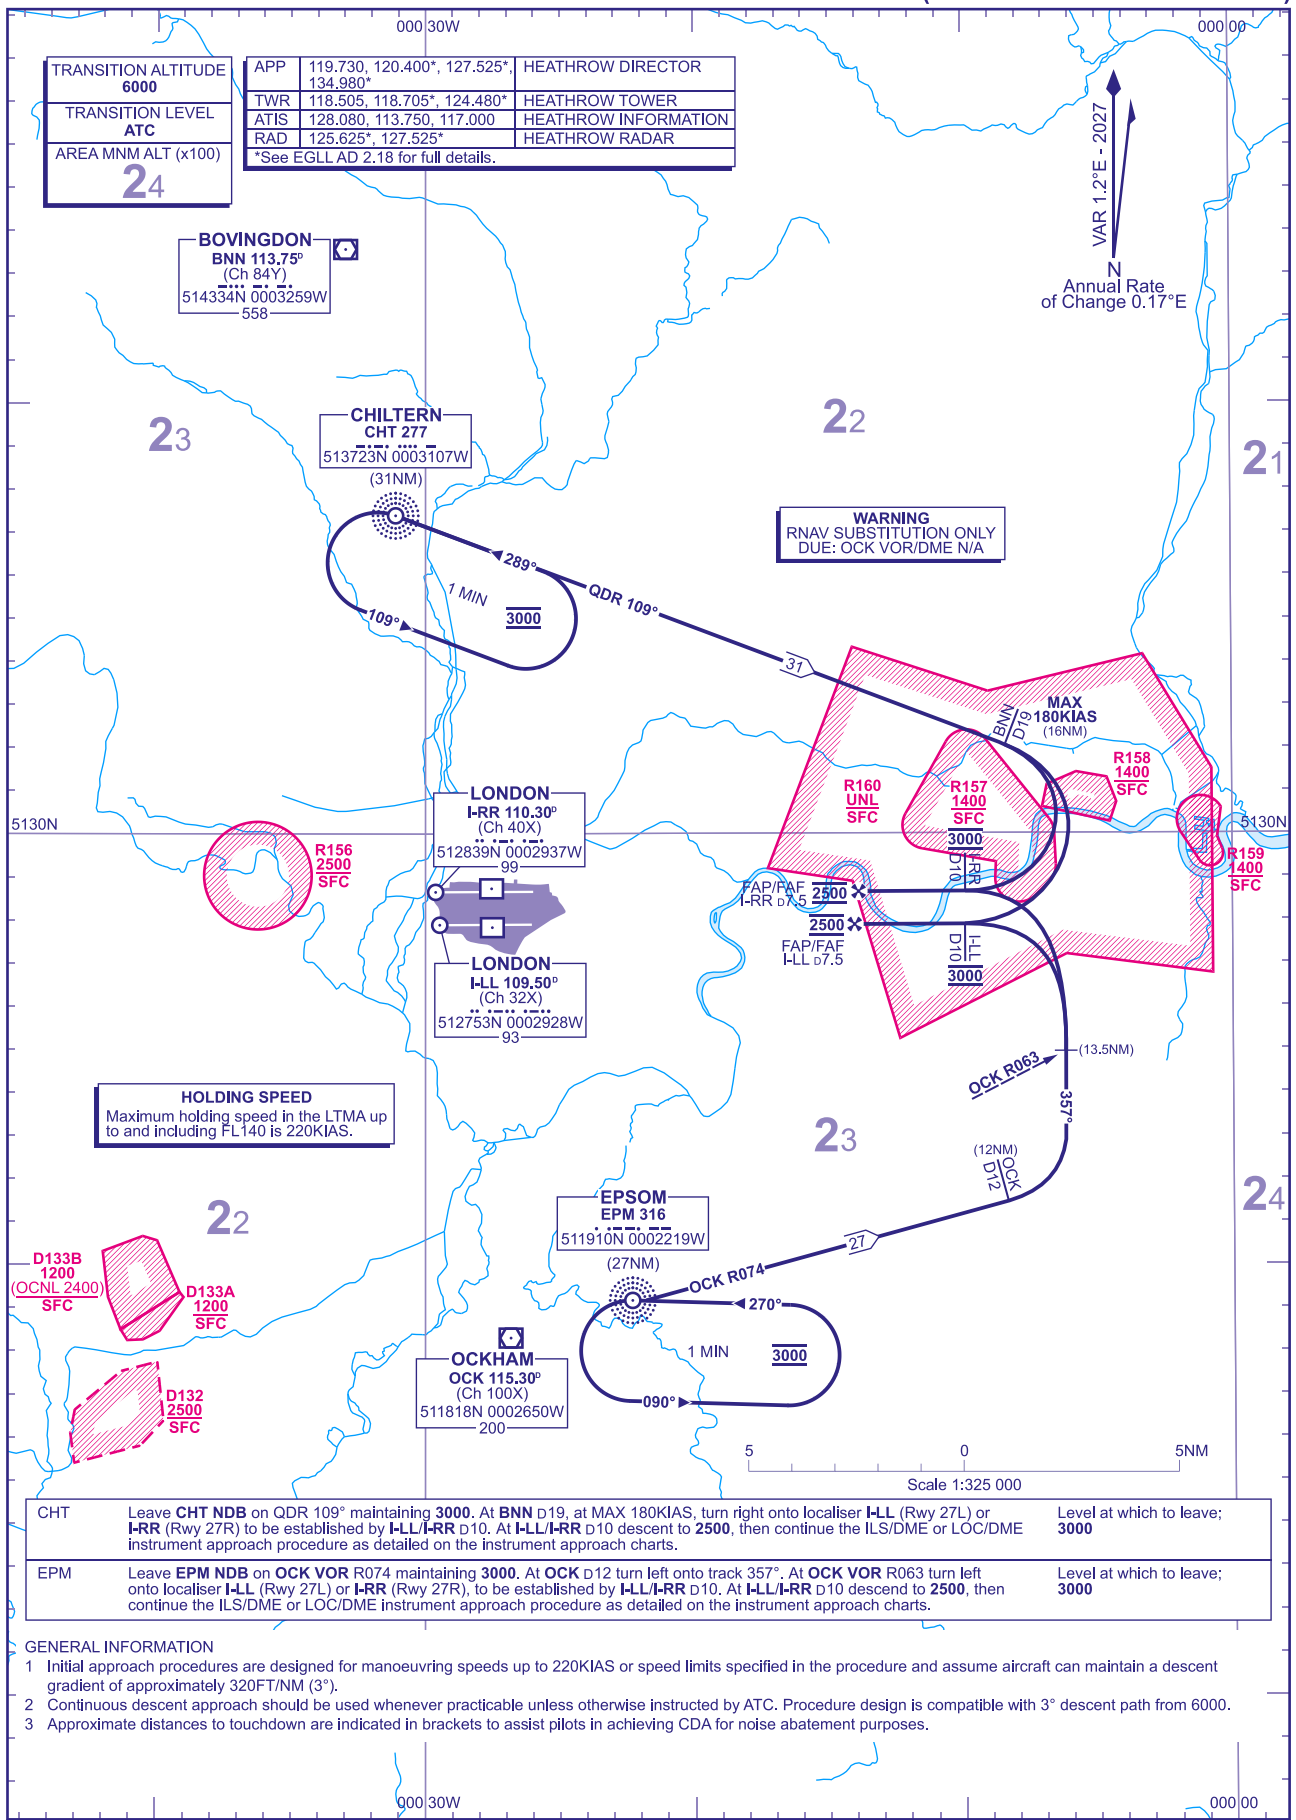 000 30W
000 00
TRANSITION ALTITUDE
6000
TRANSITION LEVEL
ATC
AREA MNM ALT (x100)
24
APP 119.730, 120.400*, 127.525*, HEATHROW DIRECTOR
134.980*
TWR 118.505, 118.705*, 124.480* HEATHROW TOWER
ATIS 128.080, 113.750, 117.000 HEATHROW INFORMATION
RAD 125.625*, 127.525* HEATHROW RADAR
*See EGLL AD 2.18 for full details.
VAR 1.2°E - 2027
N
Annual Rate
of Change 0.17°E
BOVINGDON
BNN 113.75ᴰ
(Ch 84Y)
514334N 0003259W
558
CHILTERN
CHT 277
513723N 0003107W
(31NM)
23
22
21
WARNING
RNAV SUBSTITUTION ONLY
DUE: OCK VOR/DME N/A
289°
1 MIN
3000
109°
QDR 109°
31
BNN
D19
MAX
180KIAS
(16NM)
R160
UNL
SFC
R157
1400
SFC
R158
1400
SFC
R159
1400
SFC
5130N
5130N
LONDON
I-RR 110.30ᴰ
(Ch 40X)
512839N 0002937W
99
R156
2500
SFC
3000
I-RR
D10
FAP/FAF
I-RR D7.5
2500
2500
FAP/FAF
I-LL D7.5
I-LL
D10
3000
LONDON
I-LL 109.50ᴰ
(Ch 32X)
512753N 0002928W
93
OCK R063
(13.5NM)
357°
HOLDING SPEED
Maximum holding speed in the LTMA up
to and including FL140 is 220KIAS.
23
(12NM)
OCK
D12
24
22
EPSOM
EPM 316
511910N 0002219W
(27NM)
27
OCK R074
270°
1 MIN
3000
090°
D133B
1200
(OCNL 2400)
SFC
D133A
1200
SFC
D132
2500
SFC
OCKHAM
OCK 115.30ᴰ
(Ch 100X)
511818N 0002650W
200
5 0 5NM
Scale 1:325 000
CHT Leave CHT NDB on QDR 109° maintaining 3000. At BNN D19, at MAX 180KIAS, turn right onto localiser I-LL (Rwy 27L) or Level at which to leave;
I-RR (Rwy 27R) to be established by I-LL/I-RR D10. At I-LL/I-RR D10 descent to 2500, then continue the ILS/DME or LOC/DME 3000
instrument approach procedure as detailed on the instrument approach charts.
EPM Leave EPM NDB on OCK VOR R074 maintaining 3000. At OCK D12 turn left onto track 357°. At OCK VOR R063 turn left Level at which to leave;
onto localiser I-LL (Rwy 27L) or I-RR (Rwy 27R), to be established by I-LL/I-RR D10. At I-LL/I-RR D10 descend to 2500, then 3000
continue the ILS/DME or LOC/DME instrument approach procedure as detailed on the instrument approach charts.
GENERAL INFORMATION
1 Initial approach procedures are designed for manoeuvring speeds up to 220KIAS or speed limits specified in the procedure and assume aircraft can maintain a descent
gradient of approximately 320FT/NM (3°).
2 Continuous descent approach should be used whenever practicable unless otherwise instructed by ATC. Procedure design is compatible with 3° descent path from 6000.
3 Approximate distances to touchdown are indicated in brackets to assist pilots in achieving CDA for noise abatement purposes.
000 30W
000 00